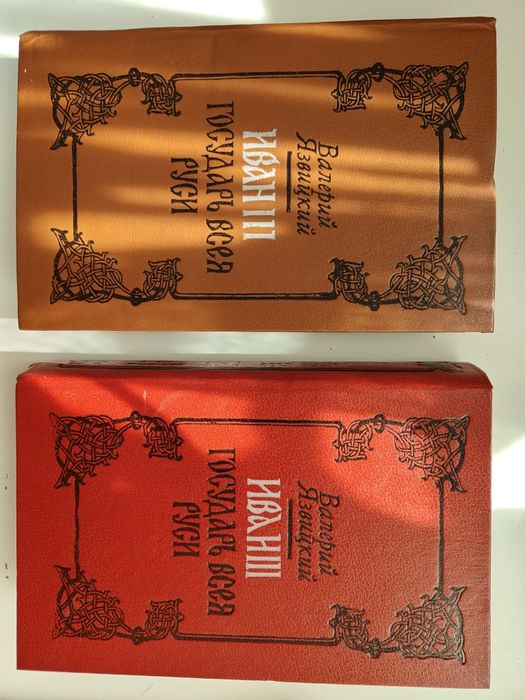 Валерий
Язвицкий
ИВАН III
ГОСУДАРЬ ВСЕЯ
РУСИ
Валерий
Язвицкий
ИВАН III
ГОСУДАРЬ ВСЕЯ
РУСИ